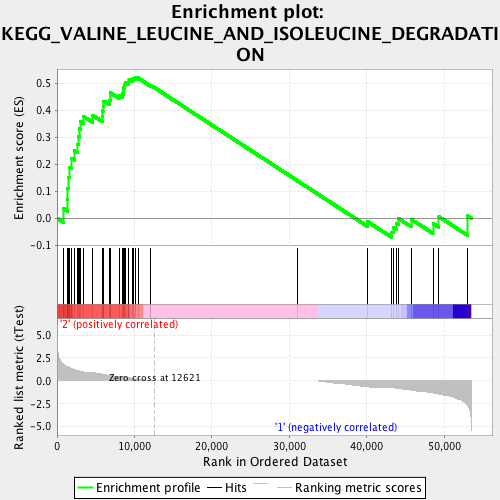 Enrichment plot:
KEGG_VALINE_LEUCINE_AND_ISOLEUCINE_DEGRADATI
ON
Enrichment score (ES)
0.5
0.4
0.3
0.2
0.1
0.0
-0.1
'2' (positively correlated)
Ranked list metric (tTest)
5.0
2.5
0.0
-2.5
-5.0
Zero cross at 12621
'1' (negatively correlated)
0 10,000 20,000 30,000 40,000 50,000
Rank in Ordered Dataset
Enrichment profile Hits Ranking metric scores